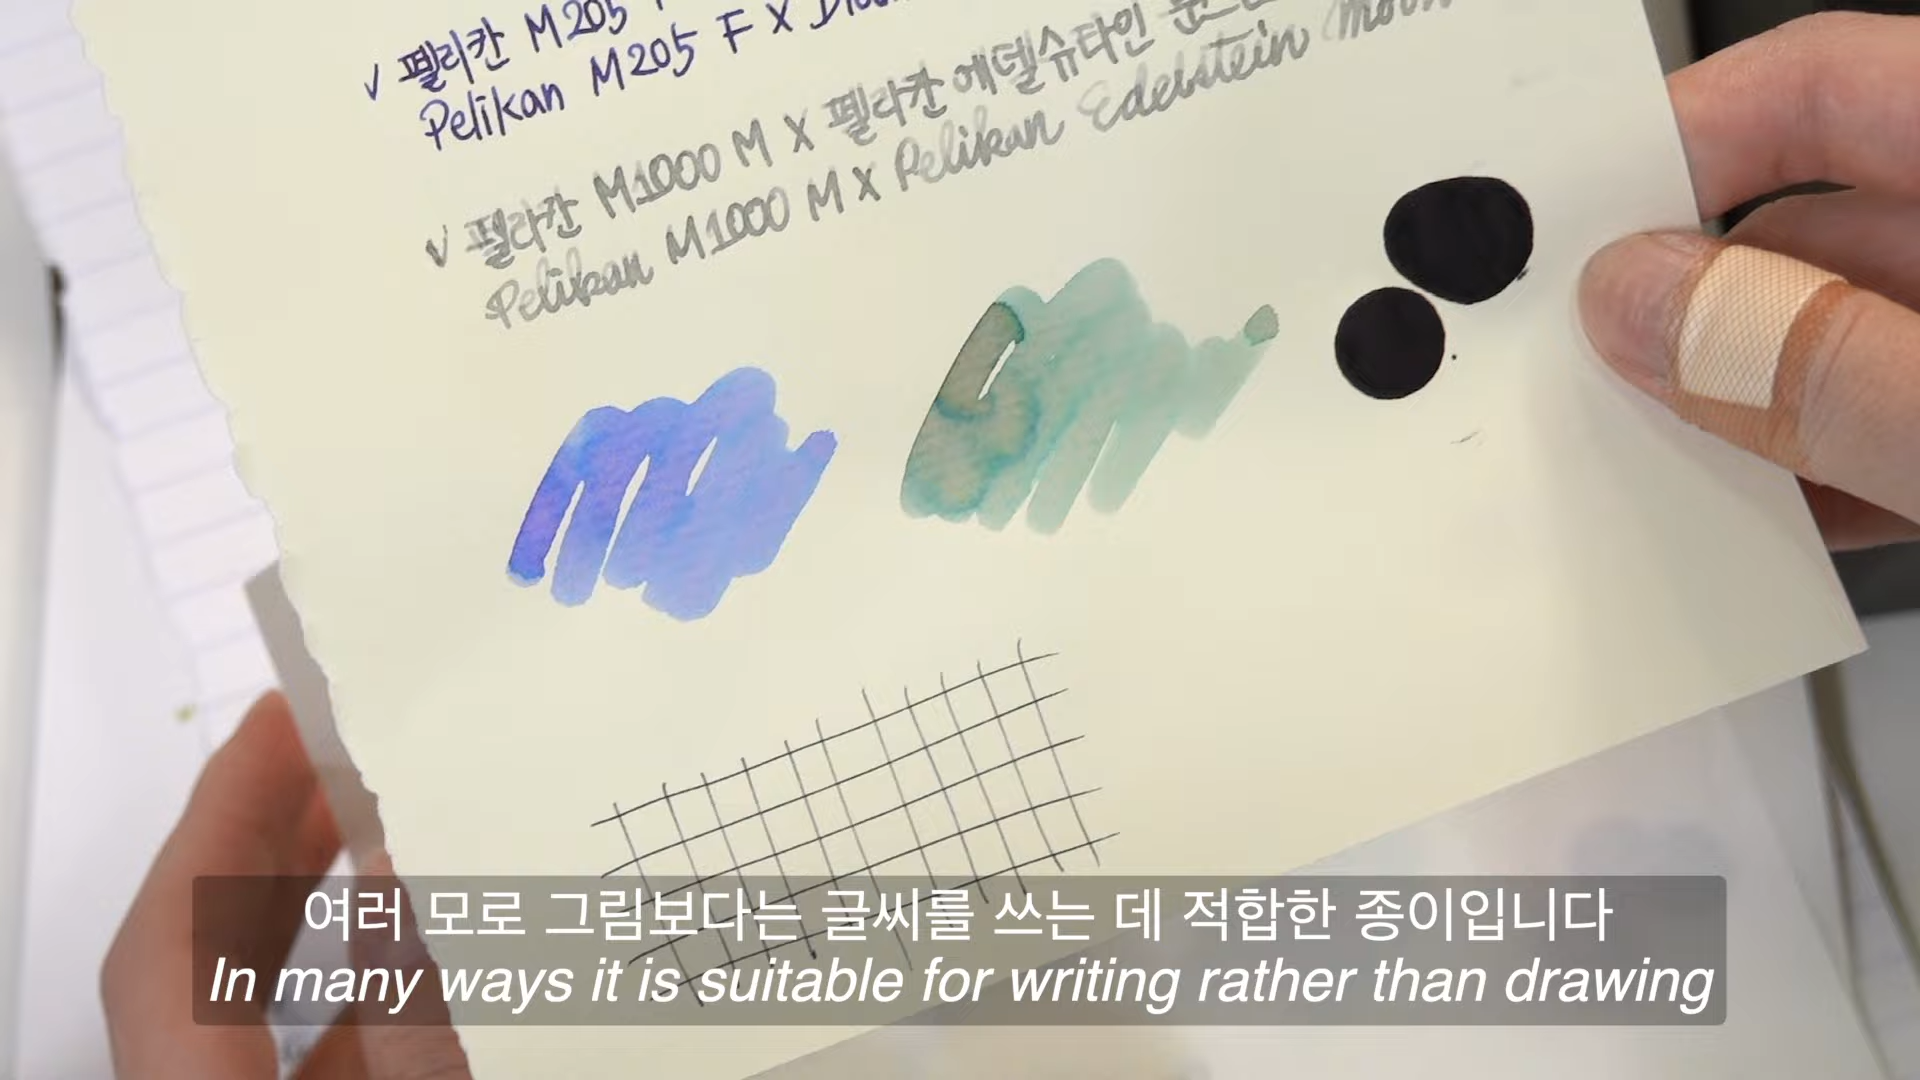 ✓ 펠리칸 M205 F
Pelikan M205 F X
✓ 펠리칸 M1000 M X 펠리칸 에델슈타인
Pelikan M1000 M X Pelikan Edelstein Moon
여러 모로 그림보다는 글씨를 쓰는 데 적합한 종이입니다
In many ways it is suitable for writing rather than drawing